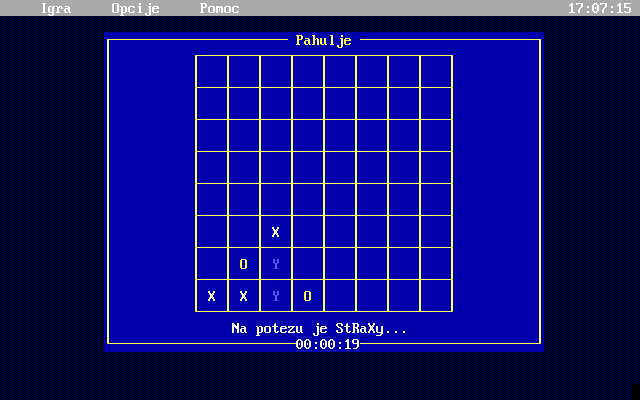 Igra Opcije Pomoc 17:07:15
Pahulje
X
O Y
X X Y O
Na potezu je StRaXy...
00:00:19